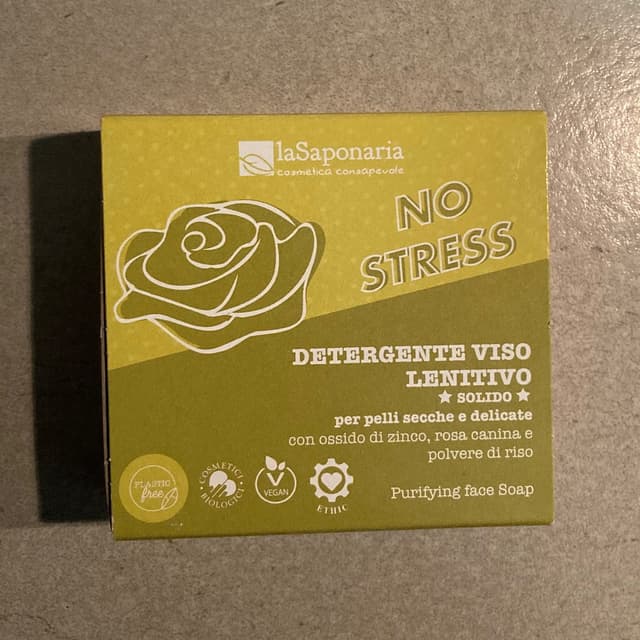 laSaponaria
cosmetica consapevole
NO
STRESS
DETERGENTE VISO
LENITIVO
★ SOLIDO ★
per pelli secche e delicate
con ossido di zinco, rosa canina e
polvere di riso
PLASTIC
free
COSMETICI
BIOLOGICI
VEGAN
ETHIC
Purifying face Soap